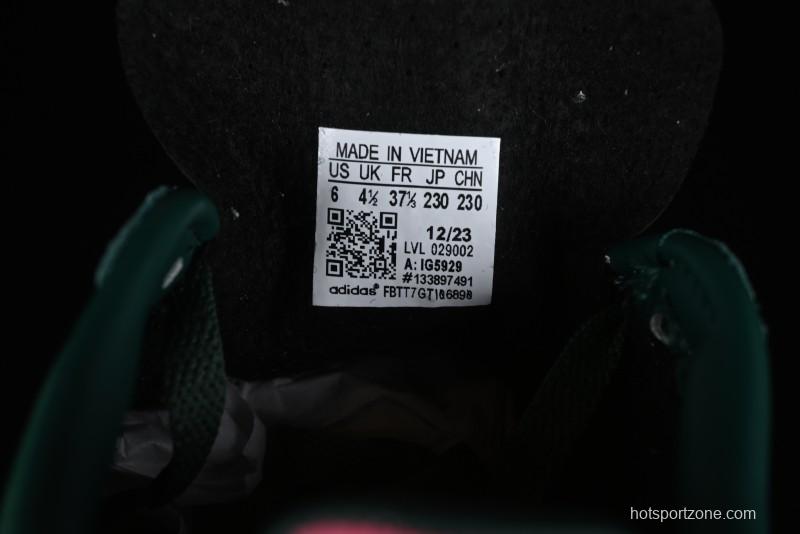 MADE IN VIETNAM
US UK FR JP CHN
6 4½ 37⅓ 230 230
12/23
LVL 029002
A: IG5929
#133897491
adidas
hotsportzone.com